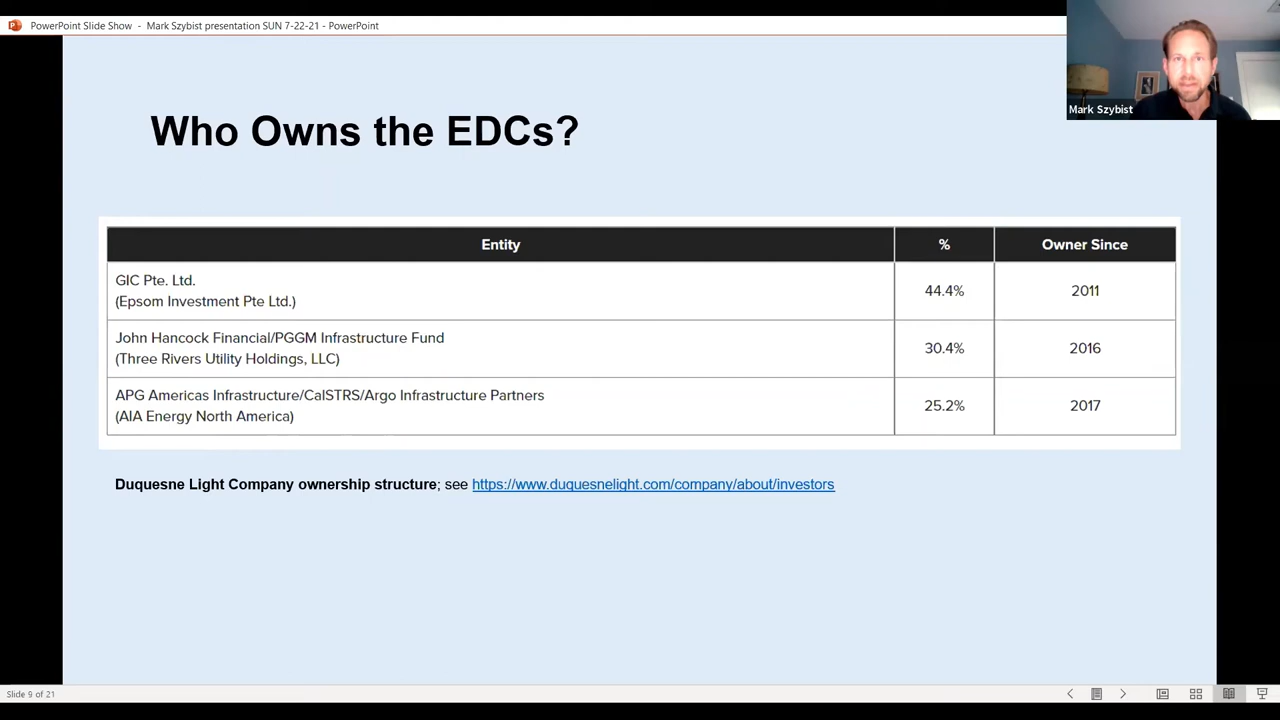 PowerPoint Slide Show - Mark Szybist presentation SUN 7-22-21 - PowerPoint
Mark Szybist
Who Owns the EDCs?
Entity % Owner Since
GIC Pte. Ltd.
(Epsom Investment Pte Ltd.)
44.4% 2011
John Hancock Financial/PGGM Infrastructure Fund
(Three Rivers Utility Holdings, LLC)
30.4% 2016
APG Americas Infrastructure/CalSTRS/Argo Infrastructure Partners
(AIA Energy North America)
25.2% 2017
Duquesne Light Company ownership structure; see https://www.duquesnelight.com/company/about/investors
Slide 9 of 21